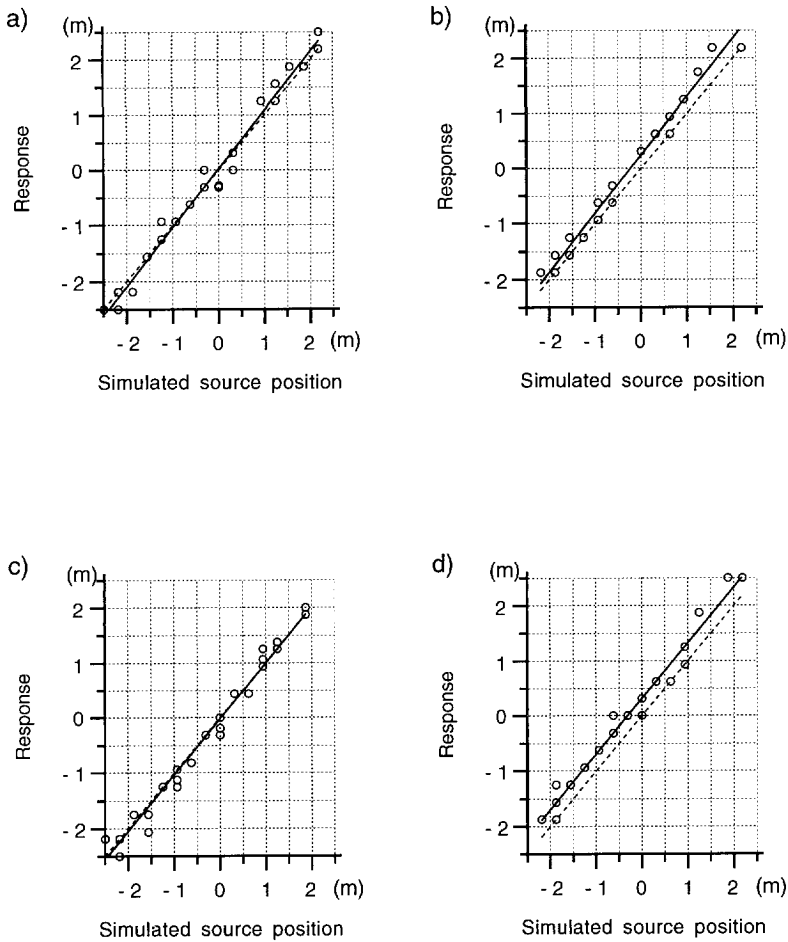 a)
(m)
2
1
0
- 1
- 2
Response
- 2 - 1 0 1 2 (m)
Simulated source position
b)
(m)
2
1
0
- 1
- 2
Response
- 2 - 1 0 1 2 (m)
Simulated source position
c)
(m)
2
1
0
- 1
- 2
Response
- 2 - 1 0 1 2 (m)
Simulated source position
d)
(m)
2
1
0
- 1
- 2
Response
- 2 - 1 0 1 2 (m)
Simulated source position